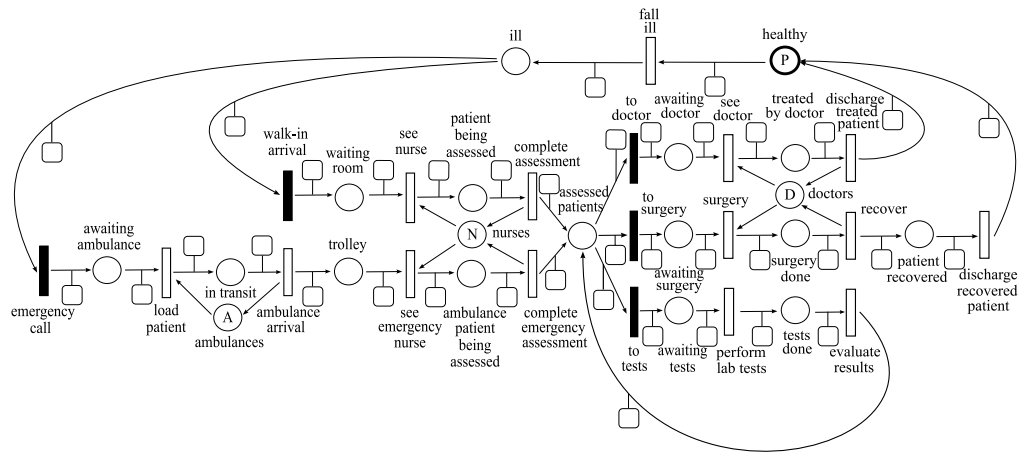 fall
ill
ill
healthy
P
to
doctor
awaiting
doctor
see
doctor
treated
by doctor
discharge
treated
patient
walk-in
arrival
waiting
room
see
nurse
patient
being
assessed
complete
assessment
assessed
patients
D
doctors
to
surgery
surgery
recover
N
nurses
awaiting
ambulance
trolley
awaiting
surgery
surgery
done
patient
recovered
discharge
recovered
patient
emergency
call
load
patient
in transit
A
ambulances
ambulance
arrival
see
emergency
nurse
ambulance
patient
being
assessed
complete
emergency
assessment
to
tests
awaiting
tests
perform
lab tests
tests
done
evaluate
results